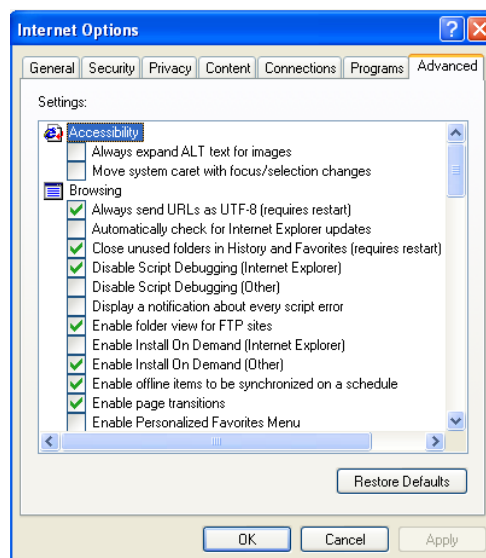 Internet Options
General Security Privacy Content Connections Programs Advanced
Settings:
Accessibility
Always expand ALT text for images
Move system caret with focus/selection changes
Browsing
Always send URLs as UTF-8 (requires restart)
Automatically check for Internet Explorer updates
Close unused folders in History and Favorites (requires restart)
Disable Script Debugging (Internet Explorer)
Disable Script Debugging (Other)
Display a notification about every script error
Enable folder view for FTP sites
Enable Install On Demand (Internet Explorer)
Enable Install On Demand (Other)
Enable offline items to be synchronized on a schedule
Enable page transitions
Enable Personalized Favorites Menu
Restore Defaults
OK Cancel Apply